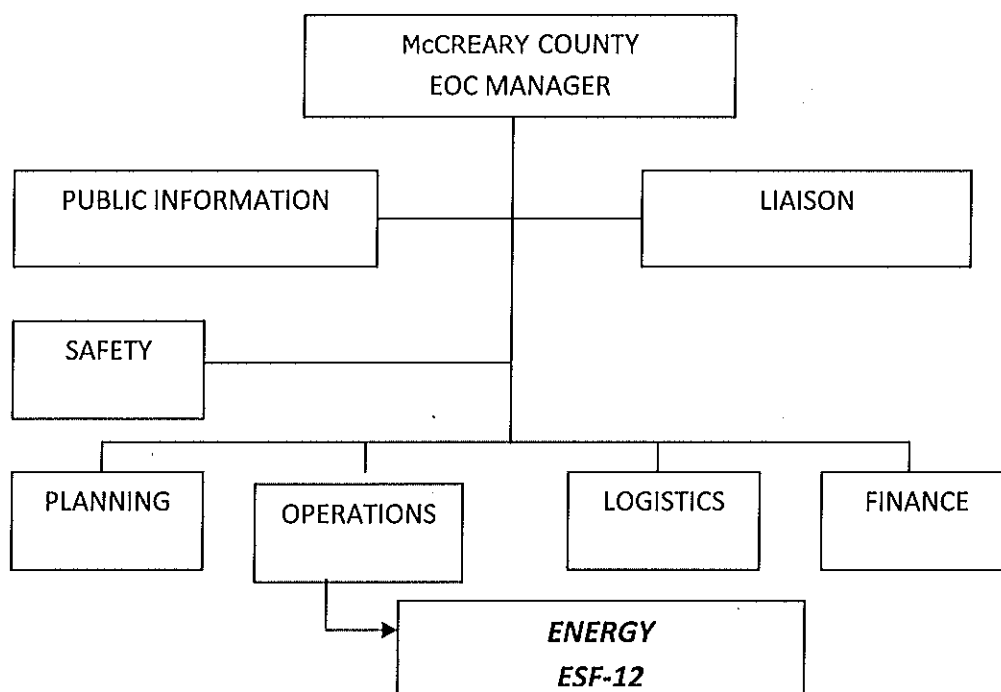 McCREARY COUNTY
EOC MANAGER
PUBLIC INFORMATION
LIAISON
SAFETY
PLANNING
OPERATIONS
LOGISTICS
FINANCE
ENERGY
ESF-12